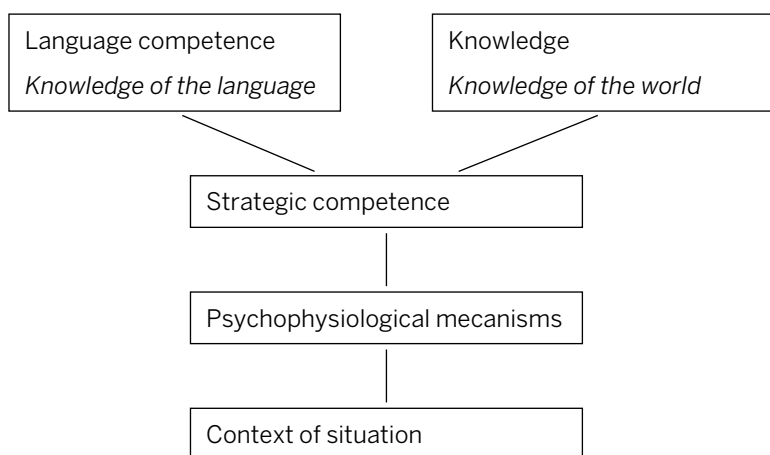 Language competence
Knowledge of the language
Knowledge
Knowledge of the world
Strategic competence
Psychophysiological mecanisms
Context of situation